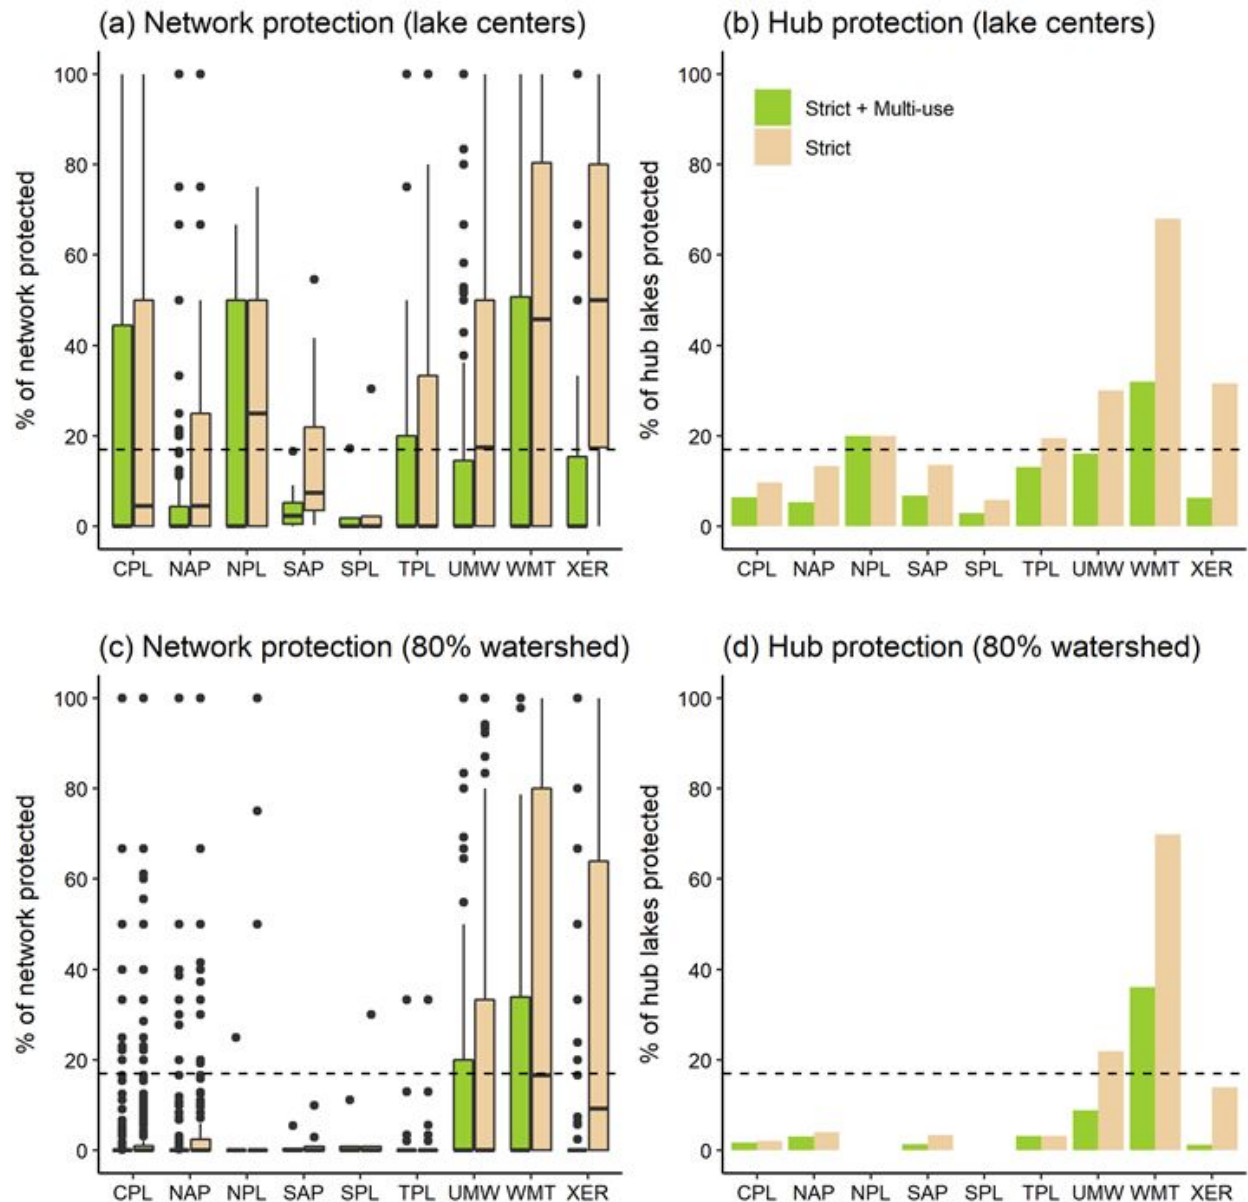 (a) Network protection (lake centers)
% of network protected
100
80
60
40
20
0
CPL NAP NPL SAP SPL TPL UMW WMT XER
(b) Hub protection (lake centers)
% of hub lakes protected
100
80
60
40
20
0
Strict + Multi-use
Strict
CPL NAP NPL SAP SPL TPL UMW WMT XER
(c) Network protection (80% watershed)
% of network protected
100
80
60
40
20
0
CPL NAP NPL SAP SPL TPL UMW WMT XER
(d) Hub protection (80% watershed)
% of hub lakes protected
100
80
60
40
20
0
CPL NAP NPL SAP SPL TPL UMW WMT XER